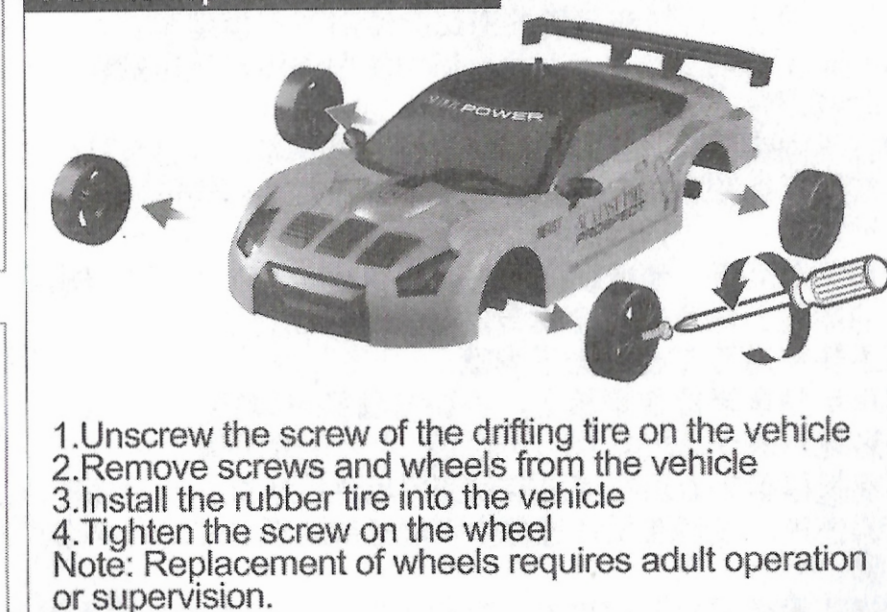 POWER
PROSPECT
1.Unscrew the screw of the drifting tire on the vehicle
2.Remove screws and wheels from the vehicle
3.Install the rubber tire into the vehicle
4.Tighten the screw on the wheel
Note: Replacement of wheels requires adult operation
or supervision.